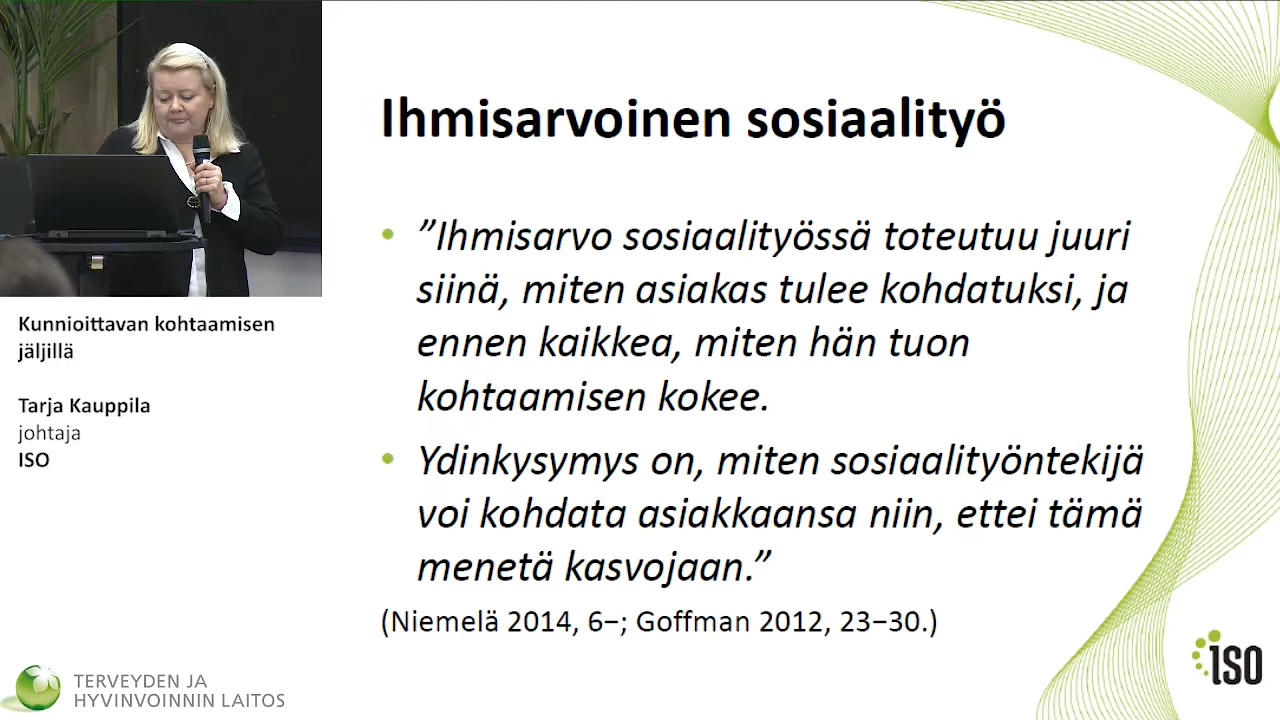 Ihmisarvoinen sosiaalityö
• ”Ihmisarvo sosiaalityössä toteutuu juuri
siinä, miten asiakas tulee kohdatuksi, ja
ennen kaikkea, miten hän tuon
kohtaamisen kokee.
• Ydinkysymys on, miten sosiaalityöntekijä
voi kohdata asiakkaansa niin, ettei tämä
menetä kasvojaan.”
(Niemelä 2014, 6−; Goffman 2012, 23−30.)
Kunnioittavan kohtaamisen
jäljillä
Tarja Kauppila
johtaja
ISO
TERVEYDEN JA
HYVINVOINNIN LAITOS
iso